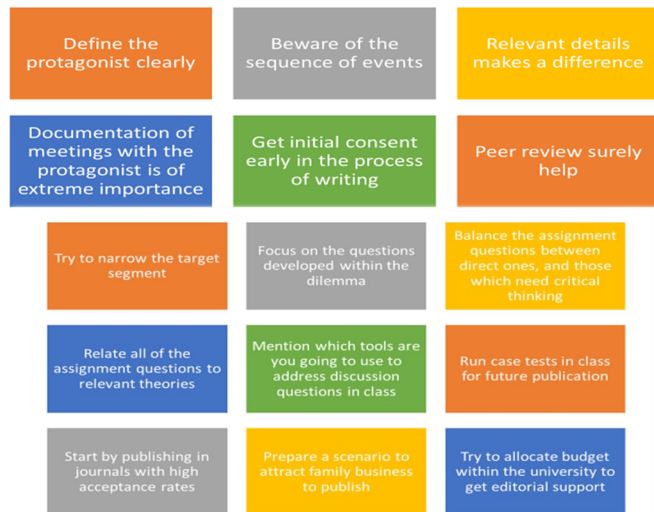 Define the
protagonist clearly
Beware of the
sequence of events
Relevant details
makes a difference
Documentation of
meetings with the
protagonist is of
extreme importance
Get initial consent
early in the process
of writing
Peer review surely
help
Try to narrow the target
segment
Focus on the questions
developed within the
dilemma
Balance the assignment
questions between
direct ones, and those
which need critical
thinking
Relate all of the
assignment questions to
relevant theories
Mention which tools are
you going to use to
address discussion
questions in class
Run case tests in class
for future publication
Start by publishing in
journals with high
acceptance rates
Prepare a scenario to
attract family business
to publish
Try to allocate budget
within the university to
get editorial support